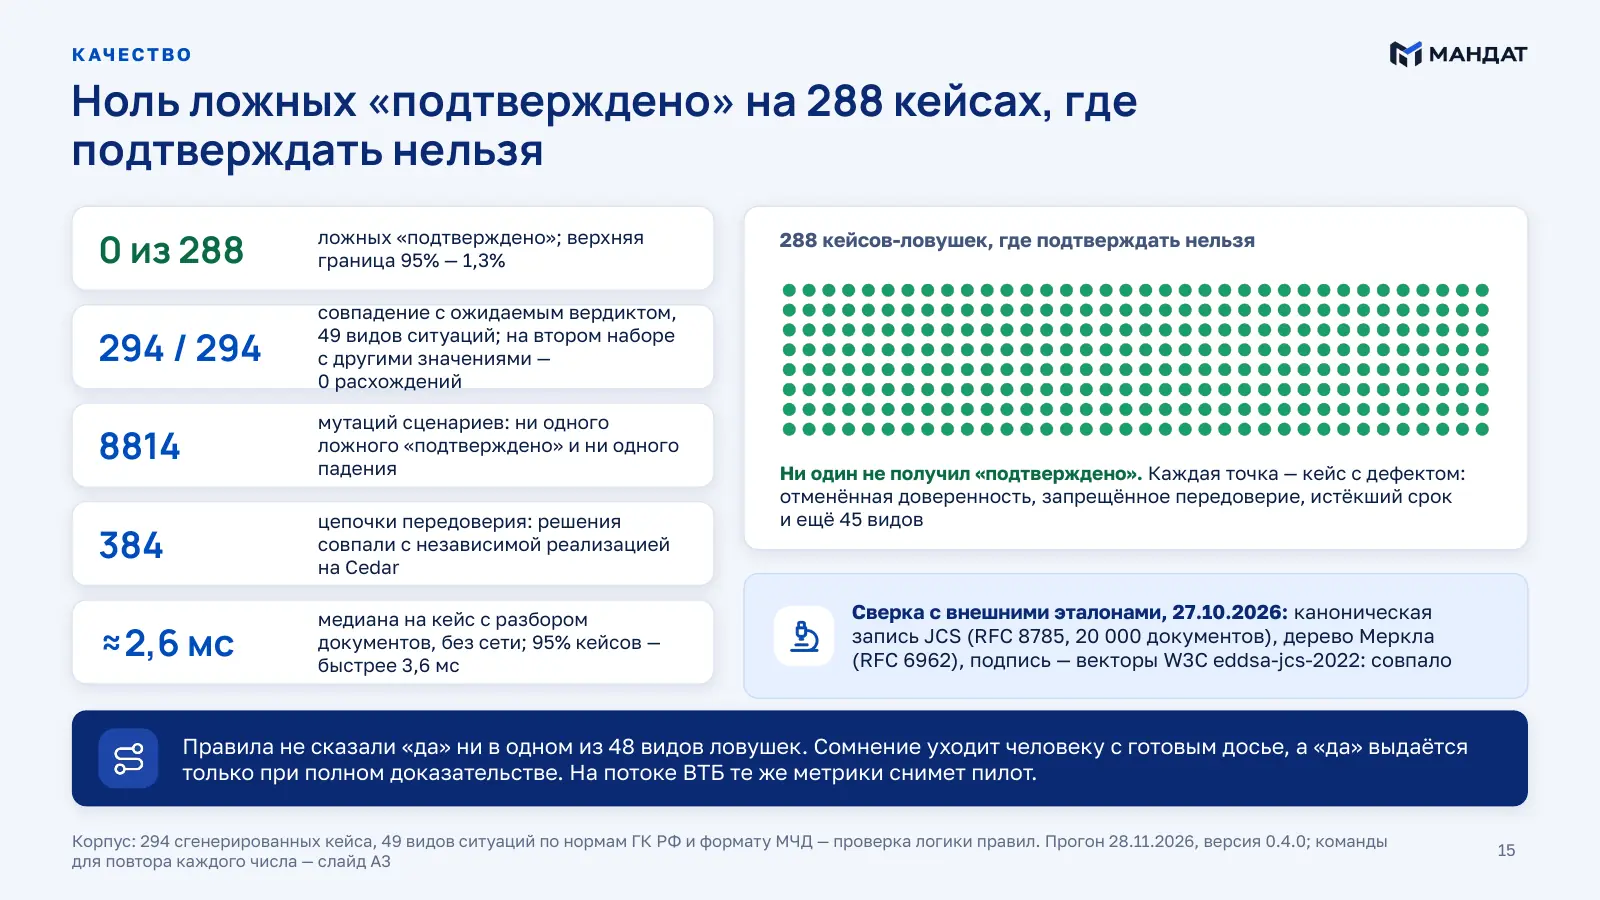 КАЧЕСТВО
МАНДАТ
Ноль ложных «подтверждено» на 288 кейсах, где
подтверждать нельзя
0 из 288
ложных «подтверждено»; верхняя
граница 95% — 1,3%
294 / 294
совпадение с ожидаемым вердиктом,
49 видов ситуаций; на втором наборе
с другими значениями —
0 расхождений
8814
мутаций сценариев: ни одного
ложного «подтверждено» и ни одного
падения
384
цепочки передоверия: решения
совпали с независимой реализацией
на Cedar
≈2,6 мс
медиана на кейс с разбором
документов, без сети; 95% кейсов —
быстрее 3,6 мс
288 кейсов-ловушек, где подтверждать нельзя
Ни один не получил «подтверждено». Каждая точка — кейс с дефектом:
отменённая доверенность, запрещённое передоверие, истёкший срок
и ещё 45 видов
Сверка с внешними эталонами, 27.10.2026: каноническая
запись JCS (RFC 8785, 20 000 документов), дерево Меркла
(RFC 6962), подпись — векторы W3C eddsa-jcs-2022: совпало
Правила не сказали «да» ни в одном из 48 видов ловушек. Сомнение уходит человеку с готовым досье, а «да» выдаётся
только при полном доказательстве. На потоке ВТБ те же метрики снимет пилот.
Корпус: 294 сгенерированных кейса, 49 видов ситуаций по нормам ГК РФ и формату МЧД — проверка логики правил. Прогон 28.11.2026, версия 0.4.0; команды
для повтора каждого числа — слайд А3
15